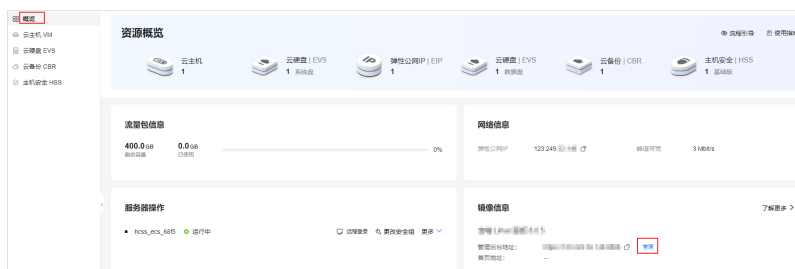 概览
云主机 VM
云硬盘 EVS
云备份 CBR
主机安全 HSS
资源概览
流程引导
使用指南
云主机
1
云硬盘 | EVS
1 系统盘
弹性公网IP | EIP
1
云硬盘 | EVS
1 数据盘
云备份 | CBR
1
主机安全 | HSS
1 基础版
流量包信息
400.0 GB
剩余容量
0.0 GB
已使用
0%
网络信息
弹性公网IP 123.249.
峰值带宽 3 Mbit/s
服务器操作
hcss_ecs_68f5 运行中
远程登录 更改安全组 更多
镜像信息
了解更多 >
管理后台地址: 管理
首页地址: --